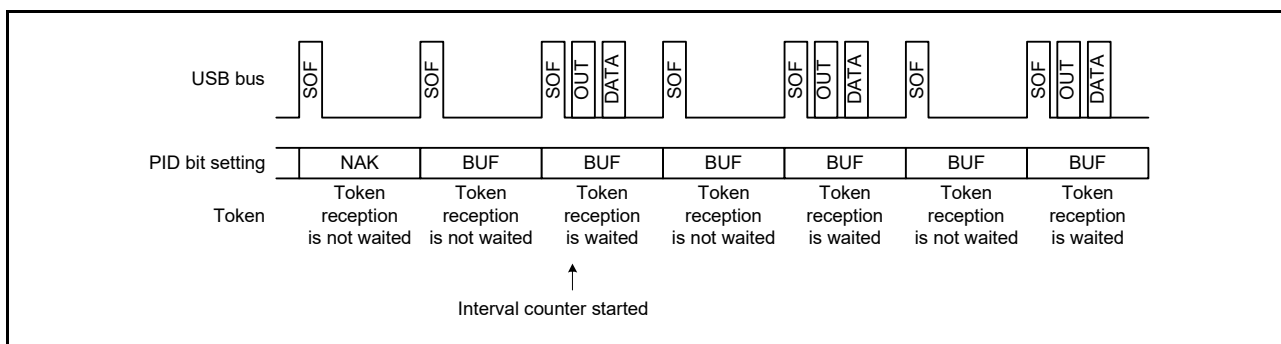 USB bus
SOF SOF SOF OUT DATA SOF SOF OUT DATA SOF SOF OUT DATA
PID bit setting NAK BUF BUF BUF BUF BUF BUF
Token
Token reception is not waited
Token reception is not waited
Token reception is waited
Token reception is not waited
Token reception is waited
Token reception is not waited
Token reception is waited
Interval counter started